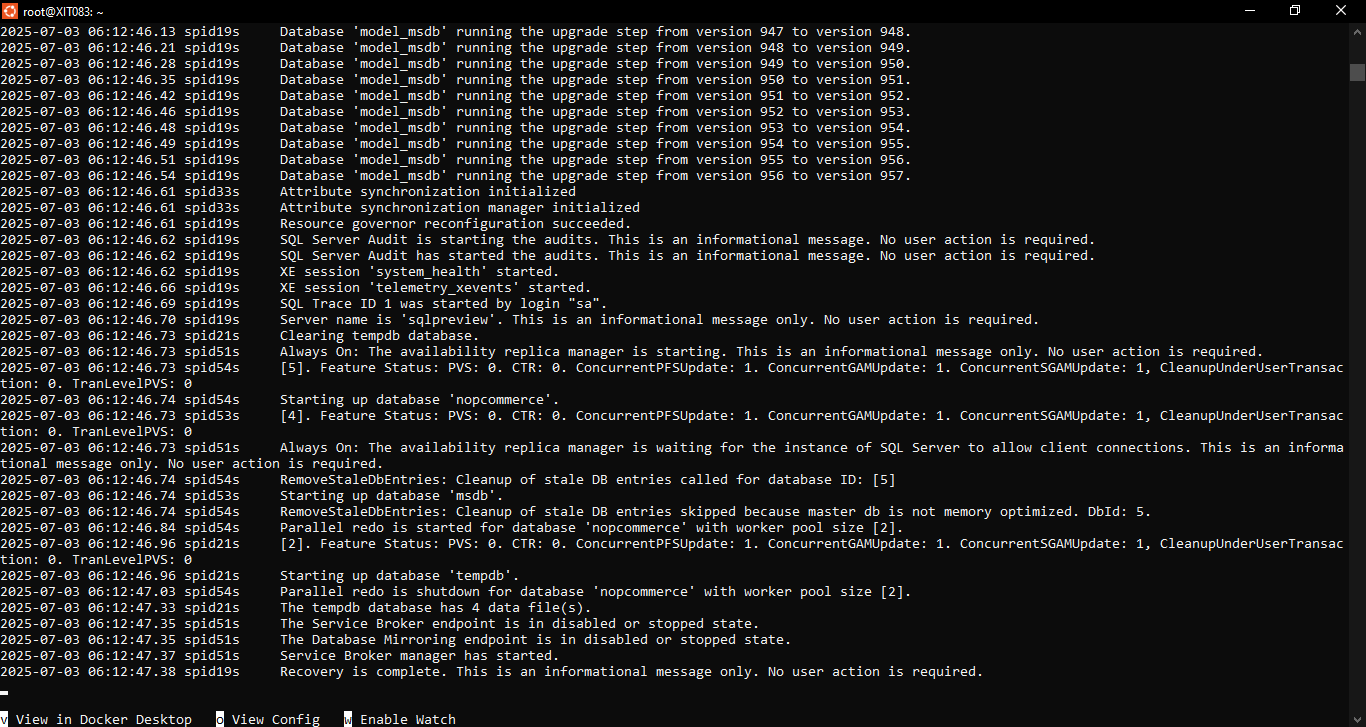 root@XIT083: ~
2025-07-03 06:12:46.13 spid19s     Database 'model_msdb' running the upgrade step from version 947 to version 948.
2025-07-03 06:12:46.21 spid19s     Database 'model_msdb' running the upgrade step from version 948 to version 949.
2025-07-03 06:12:46.28 spid19s     Database 'model_msdb' running the upgrade step from version 949 to version 950.
2025-07-03 06:12:46.35 spid19s     Database 'model_msdb' running the upgrade step from version 950 to version 951.
2025-07-03 06:12:46.42 spid19s     Database 'model_msdb' running the upgrade step from version 951 to version 952.
2025-07-03 06:12:46.46 spid19s     Database 'model_msdb' running the upgrade step from version 952 to version 953.
2025-07-03 06:12:46.48 spid19s     Database 'model_msdb' running the upgrade step from version 953 to version 954.
2025-07-03 06:12:46.49 spid19s     Database 'model_msdb' running the upgrade step from version 954 to version 955.
2025-07-03 06:12:46.51 spid19s     Database 'model_msdb' running the upgrade step from version 955 to version 956.
2025-07-03 06:12:46.54 spid19s     Database 'model_msdb' running the upgrade step from version 956 to version 957.
2025-07-03 06:12:46.61 spid33s     Attribute synchronization initialized
2025-07-03 06:12:46.61 spid33s     Attribute synchronization manager initialized
2025-07-03 06:12:46.61 spid19s     Resource governor reconfiguration succeeded.
2025-07-03 06:12:46.62 spid19s     SQL Server Audit is starting the audits. This is an informational message. No user action is required.
2025-07-03 06:12:46.62 spid19s     SQL Server Audit has started the audits. This is an informational message. No user action is required.
2025-07-03 06:12:46.62 spid19s     XE session 'system_health' started.
2025-07-03 06:12:46.66 spid19s     XE session 'telemetry_xevents' started.
2025-07-03 06:12:46.69 spid19s     SQL Trace ID 1 was started by login "sa".
2025-07-03 06:12:46.70 spid19s     Server name is 'sqlpreview'. This is an informational message only. No user action is required.
2025-07-03 06:12:46.73 spid21s     Clearing tempdb database.
2025-07-03 06:12:46.73 spid51s     Always On: The availability replica manager is starting. This is an informational message only. No user action is required.
2025-07-03 06:12:46.73 spid54s     [5]. Feature Status: PVS: 0. CTR: 0. ConcurrentPFSUpdate: 1. ConcurrentGAMUpdate: 1. ConcurrentSGAMUpdate: 1, CleanupUnderUserTransac
tion: 0. TranLevelPVS: 0
2025-07-03 06:12:46.74 spid54s     Starting up database 'nopcommerce'.
2025-07-03 06:12:46.73 spid53s     [4]. Feature Status: PVS: 0. CTR: 0. ConcurrentPFSUpdate: 1. ConcurrentGAMUpdate: 1. ConcurrentSGAMUpdate: 1, CleanupUnderUserTransac
tion: 0. TranLevelPVS: 0
2025-07-03 06:12:46.73 spid51s     Always On: The availability replica manager is waiting for the instance of SQL Server to allow client connections. This is an informa
tional message only. No user action is required.
2025-07-03 06:12:46.74 spid54s     RemoveStaleDbEntries: Cleanup of stale DB entries called for database ID: [5]
2025-07-03 06:12:46.74 spid53s     Starting up database 'msdb'.
2025-07-03 06:12:46.74 spid54s     RemoveStaleDbEntries: Cleanup of stale DB entries skipped because master db is not memory optimized. DbId: 5.
2025-07-03 06:12:46.84 spid54s     Parallel redo is started for database 'nopcommerce' with worker pool size [2].
2025-07-03 06:12:46.96 spid21s     [2]. Feature Status: PVS: 0. CTR: 0. ConcurrentPFSUpdate: 1. ConcurrentGAMUpdate: 1. ConcurrentSGAMUpdate: 1, CleanupUnderUserTransac
tion: 0. TranLevelPVS: 0
2025-07-03 06:12:46.96 spid21s     Starting up database 'tempdb'.
2025-07-03 06:12:47.03 spid54s     Parallel redo is shutdown for database 'nopcommerce' with worker pool size [2].
2025-07-03 06:12:47.33 spid21s     The tempdb database has 4 data file(s).
2025-07-03 06:12:47.35 spid51s     The Service Broker endpoint is in disabled or stopped state.
2025-07-03 06:12:47.35 spid51s     The Database Mirroring endpoint is in disabled or stopped state.
2025-07-03 06:12:47.37 spid51s     Service Broker manager has started.
2025-07-03 06:12:47.38 spid19s     Recovery is complete. This is an informational message only. No user action is required.
v View in Docker Desktop   o View Config   w Enable Watch